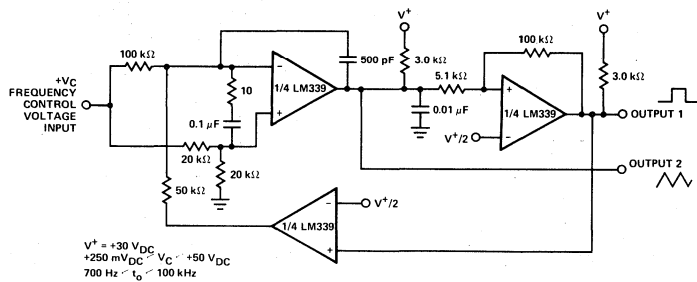 V⁺
V⁺
100 kΩ
100 kΩ
500 pF
3.0 kΩ
3.0 kΩ
5.1 kΩ
+VC
FREQUENCY
CONTROL
VOLTAGE
INPUT
−
1/4 LM339
+
10
0.1 μF
0.01 μF
+
1/4 LM339
−
V⁺/2
OUTPUT 1
20 kΩ
20 kΩ
OUTPUT 2
50 kΩ
−
1/4 LM339
+
V⁺/2
V⁺ = +30 VDC
+250 mVDC < VC < +50 VDC
700 Hz < to < 100 kHz